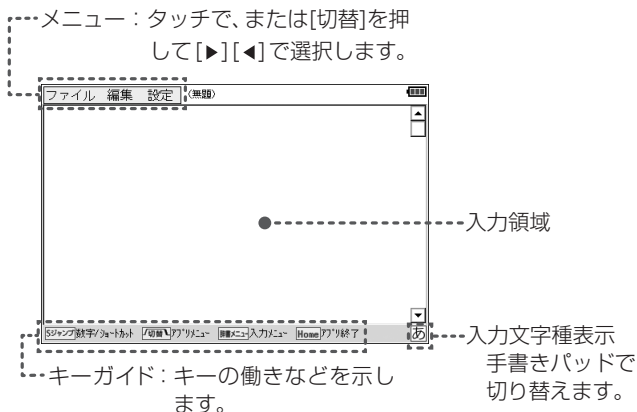 メニュー：タッチで、または[切替]を押
して[▶][◀]で選択します。
ファイル 編集 設定 〈無題〉
入力領域
Sジャンプ 数字/ショートカット 切替 アプリメニュー 辞書メニュー 入力メニュー Home アプリ終了 あ
入力文字種表示
手書きパッドで
切り替えます。
キーガイド：キーの働きなどを示し
ます。